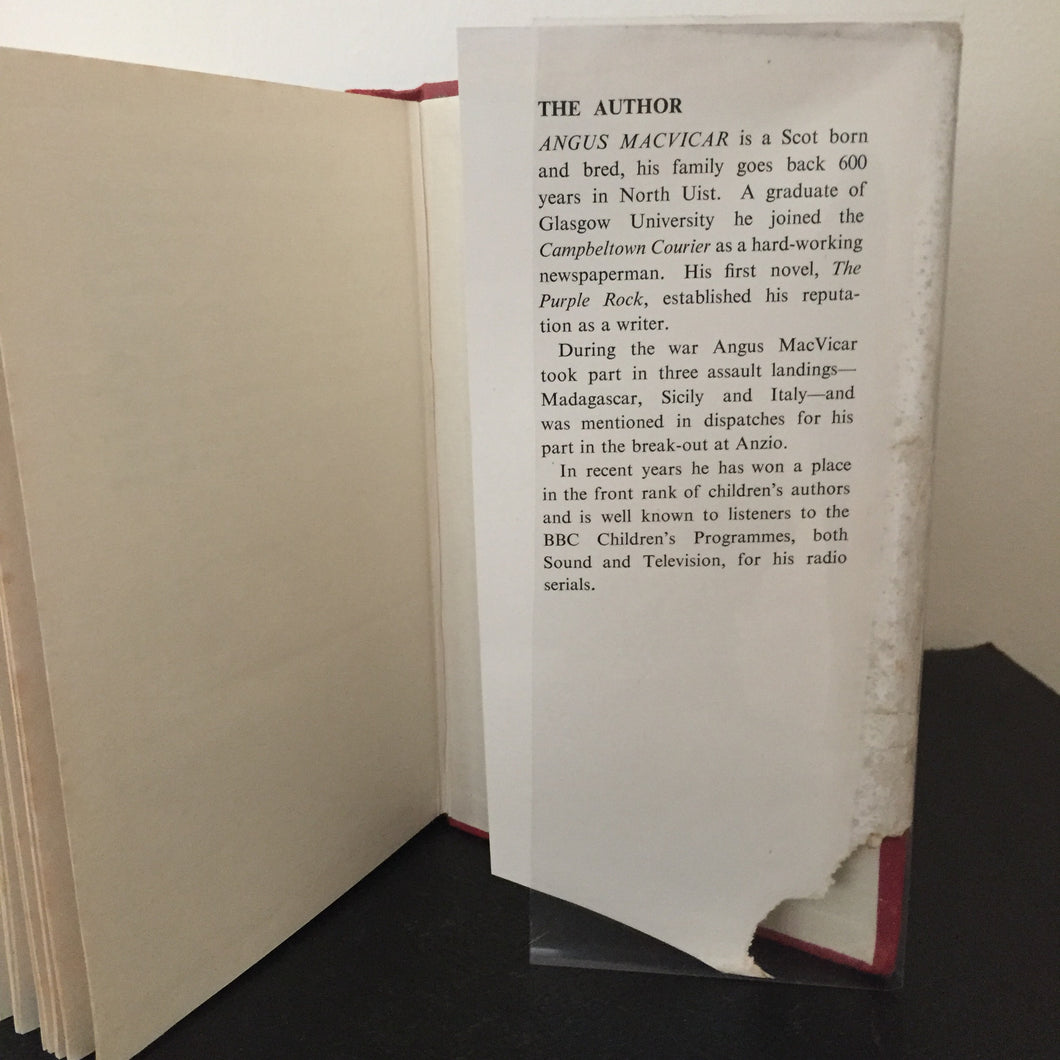 THE AUTHOR
ANGUS MACVICAR is a Scot born
and bred, his family goes back 600
years in North Uist. A graduate of
Glasgow University he joined the
Campbeltown Courier as a hard-working
newspaperman. His first novel, The
Purple Rock, established his reputa-
tion as a writer.
During the war Angus MacVicar
took part in three assault landings—
Madagascar, Sicily and Italy—and
was mentioned in dispatches for his
part in the break-out at Anzio.
In recent years he has won a place
in the front rank of children's authors
and is well known to listeners to the
BBC Children's Programmes, both
Sound and Television, for his radio
serials.